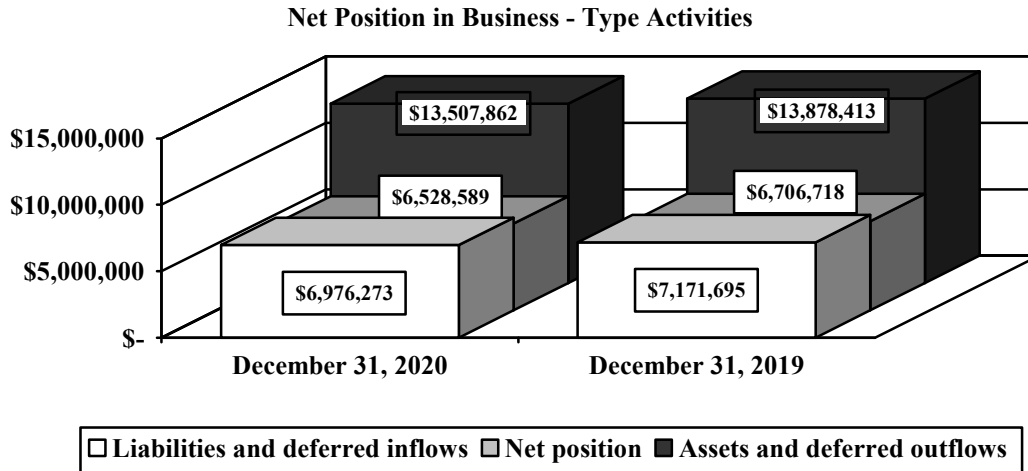 Net Position in Business - Type Activities
$15,000,000
$10,000,000
$5,000,000
$-
$13,507,862
$13,878,413
$6,528,589
$6,706,718
$6,976,273
$7,171,695
December 31, 2020
December 31, 2019
Liabilities and deferred inflows Net position Assets and deferred outflows